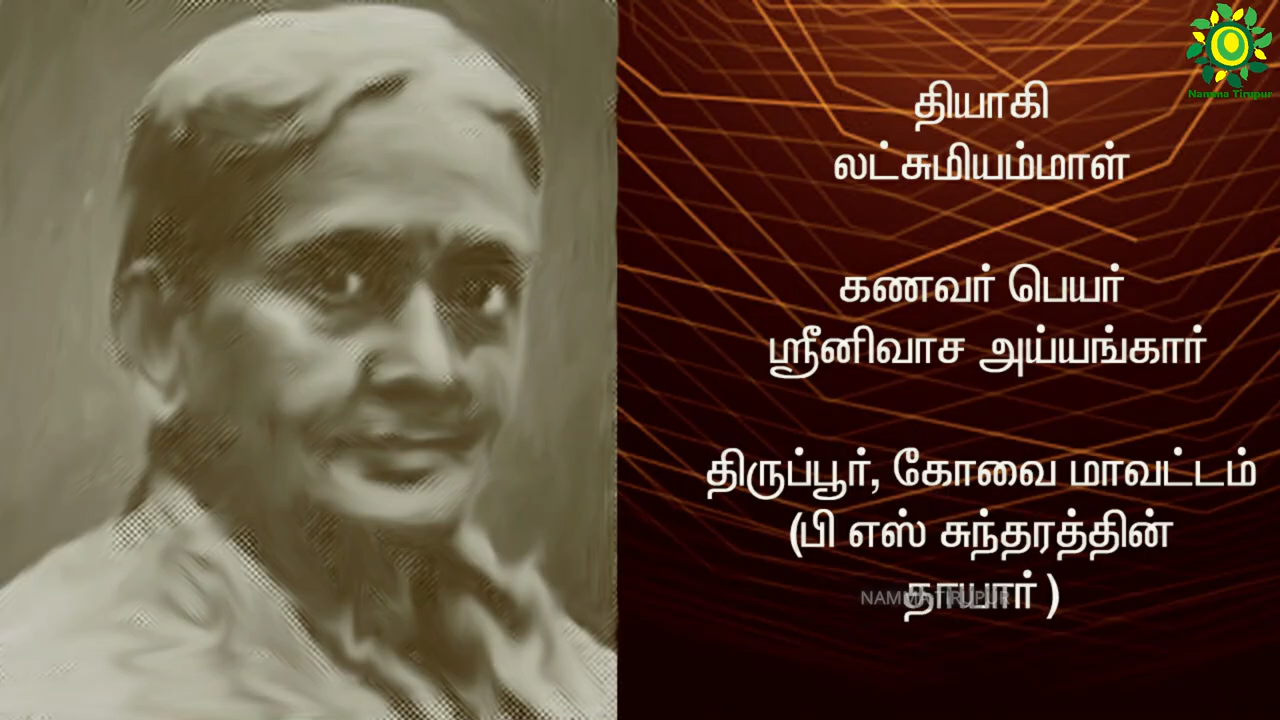 Namma Tirupur
தியாகி
லட்சுமியம்மாள்
கணவர் பெயர்
ஸ்ரீனிவாச அய்யங்கார்
திருப்பூர், கோவை மாவட்டம்
(பி எஸ் சுந்தரத்தின்
தாயார் )
NAMMA TIRUPUR